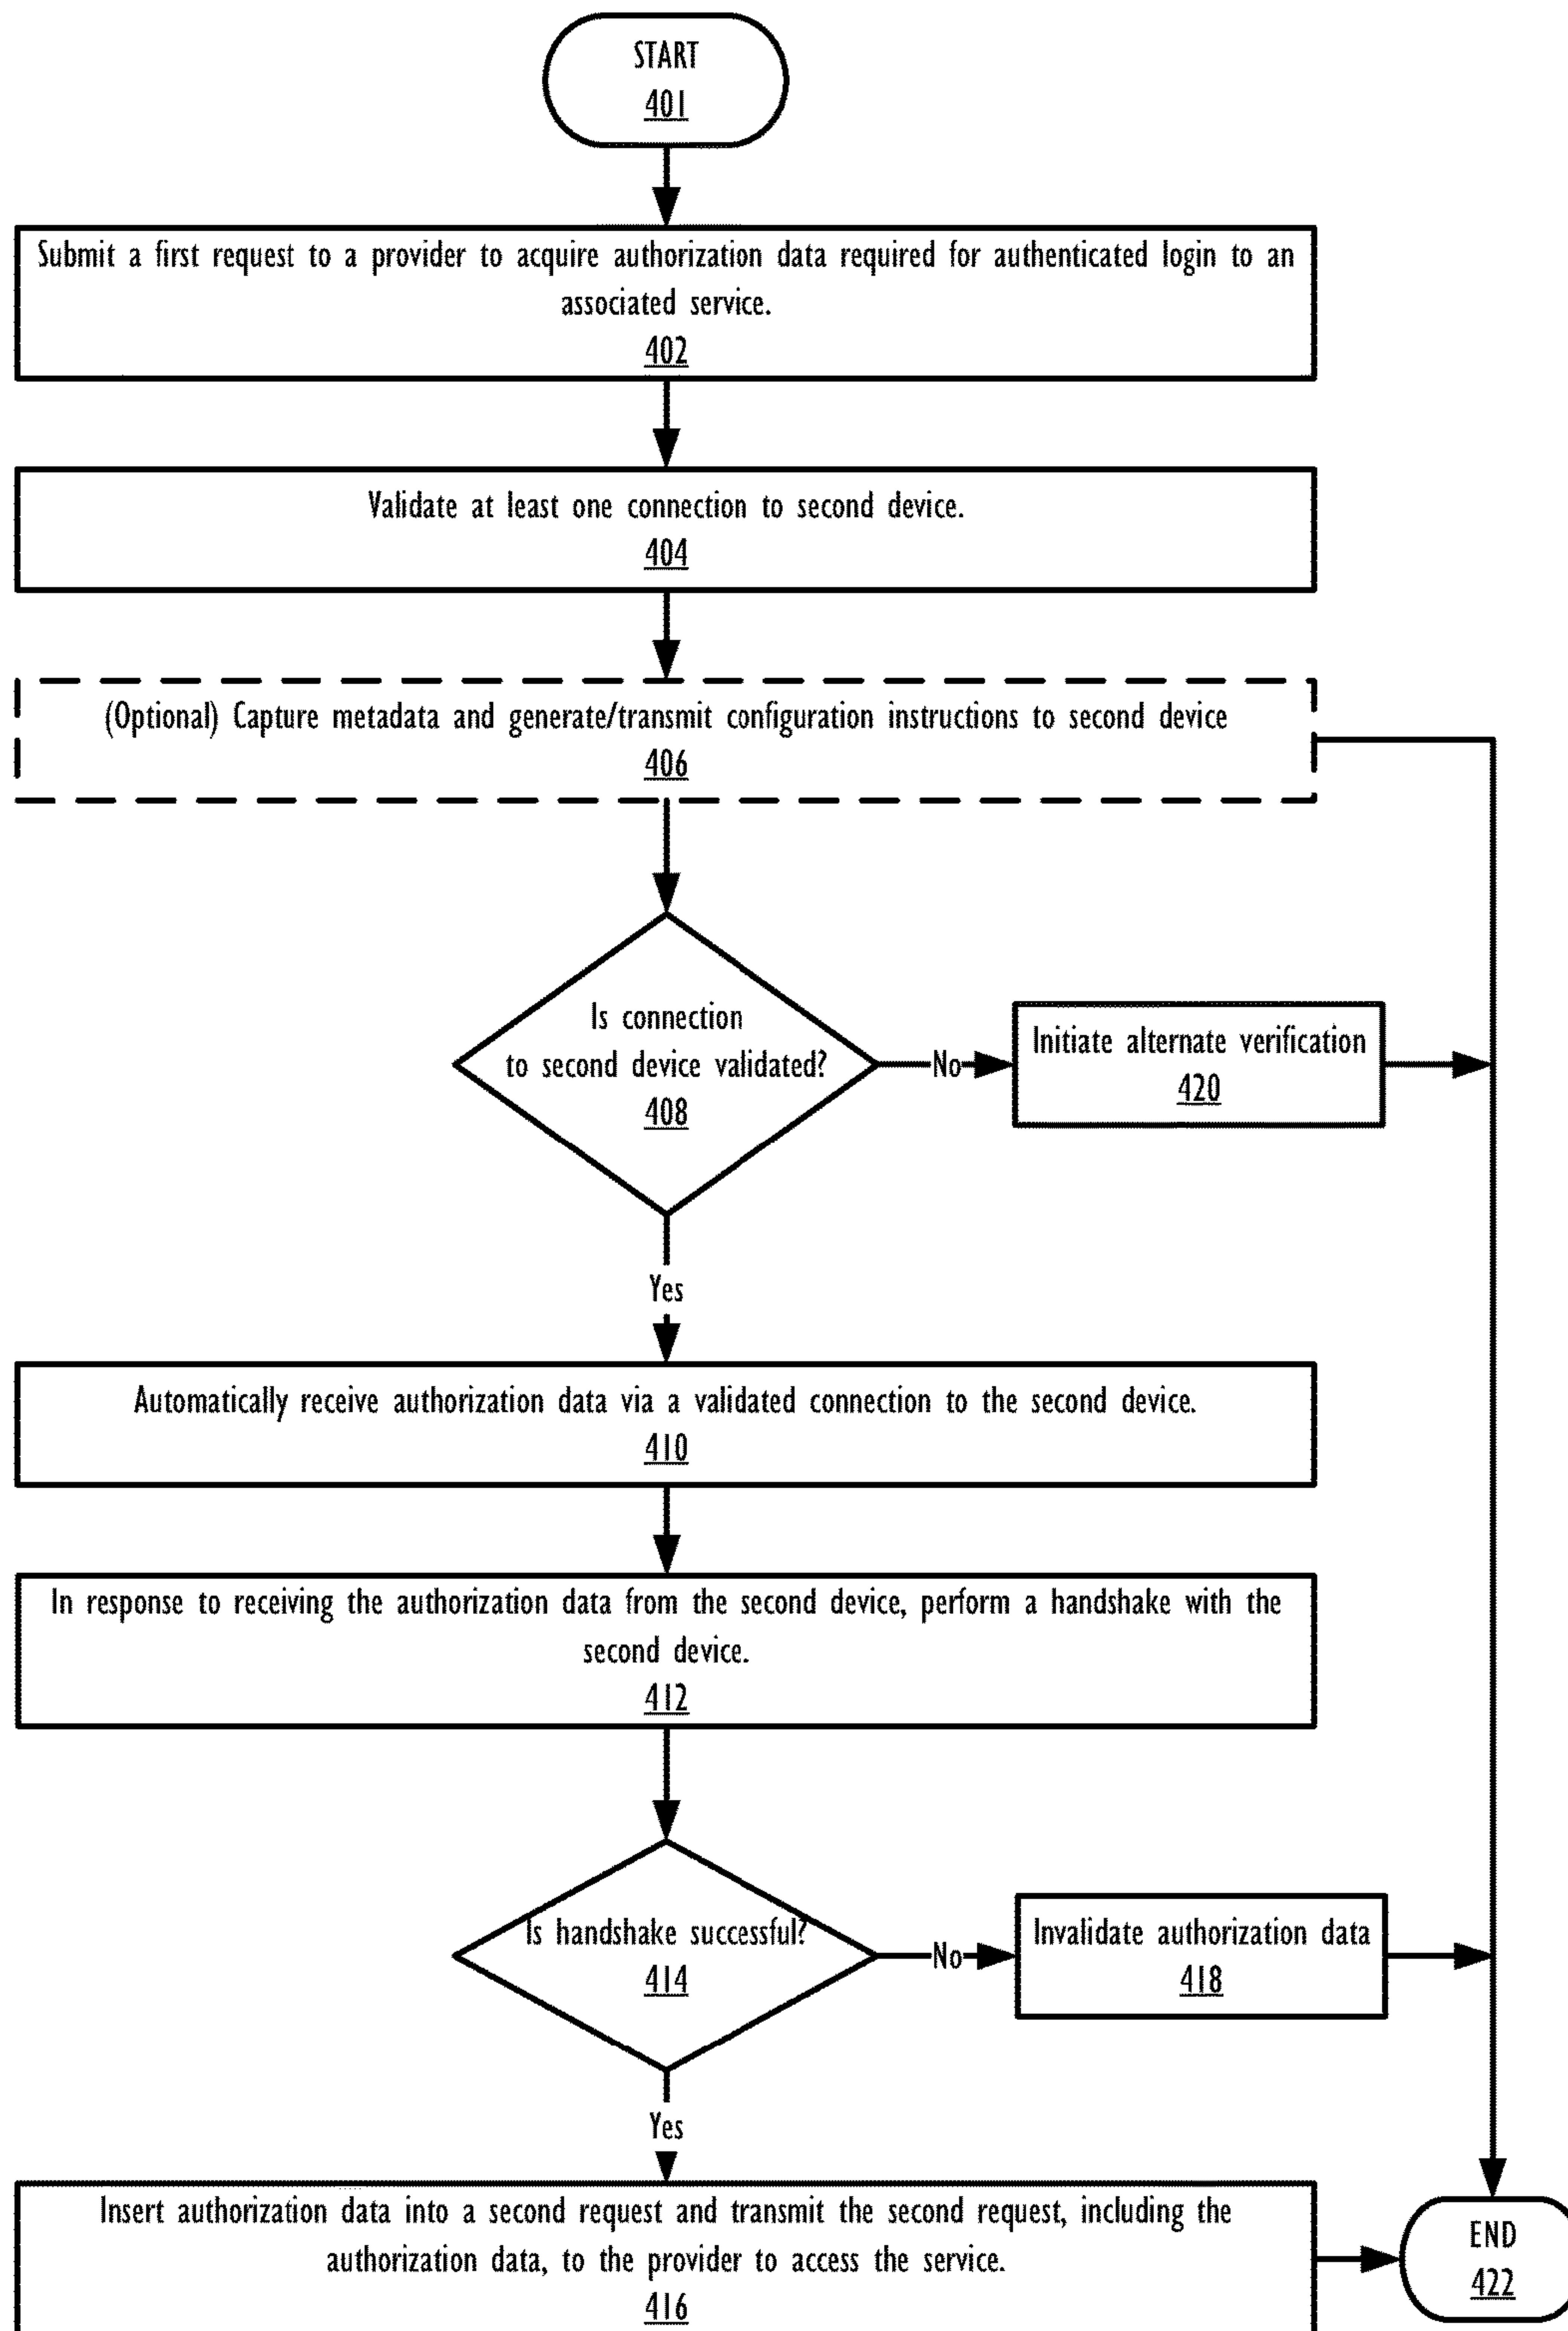 START
401
Submit a first request to a provider to acquire authorization data required for authenticated login to an
associated service.
402
Validate at least one connection to second device.
404
(Optional) Capture metadata and generate/transmit configuration instructions to second device
406
Is connection
to second device validated?
408
No
Initiate alternate verification
420
Yes
Automatically receive authorization data via a validated connection to the second device.
410
In response to receiving the authorization data from the second device, perform a handshake with the
second device.
412
Is handshake successful?
414
No
Invalidate authorization data
418
Yes
Insert authorization data into a second request and transmit the second request, including the
authorization data, to the provider to access the service.
416
END
422